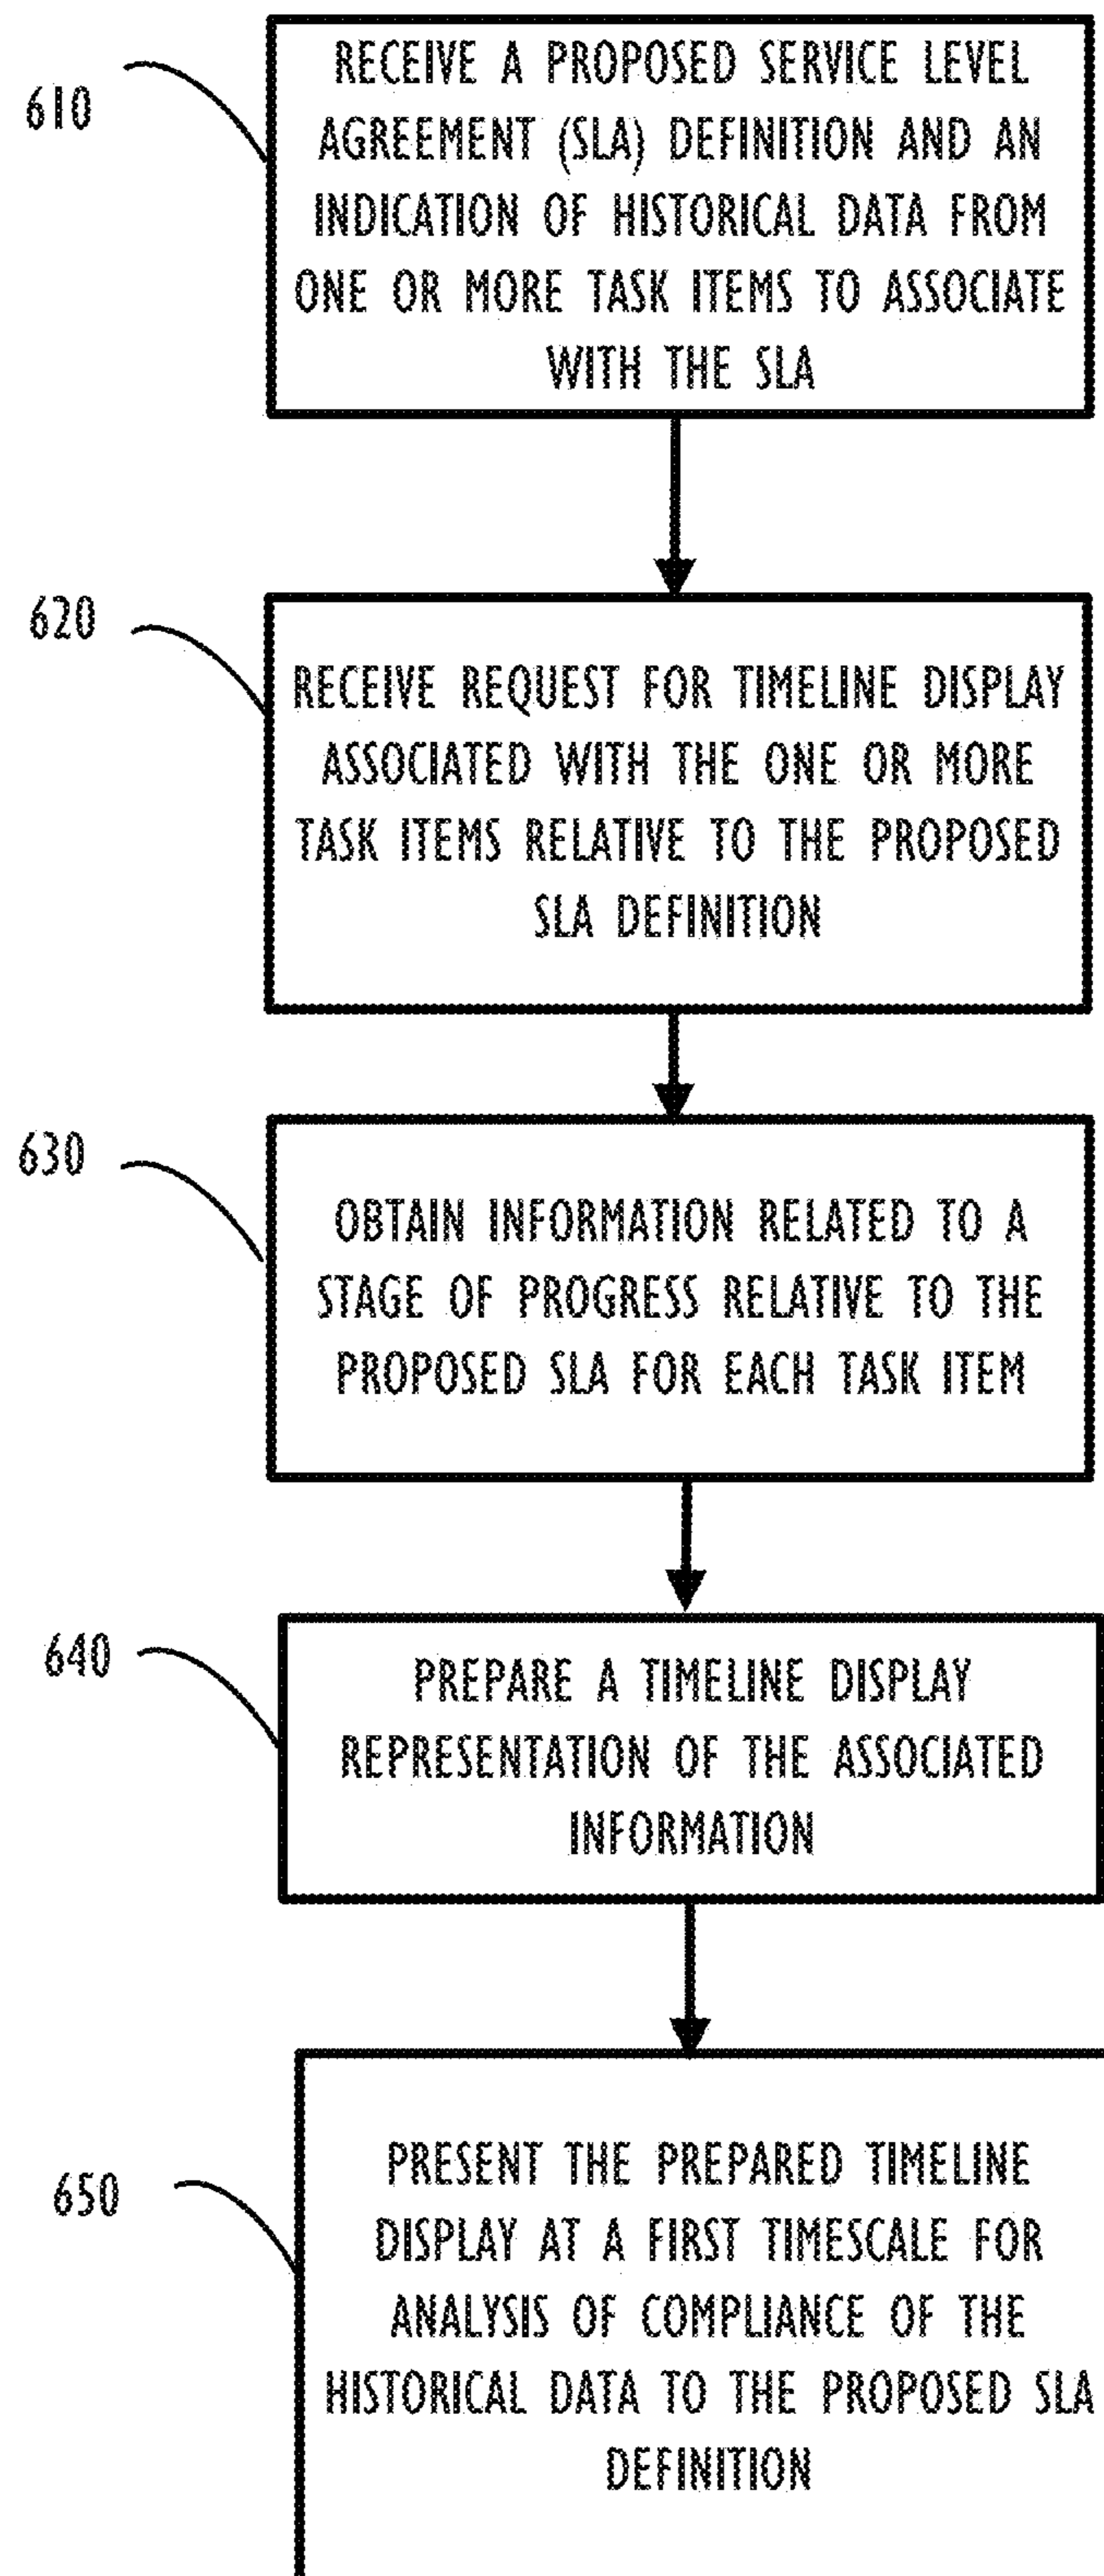 610
RECEIVE A PROPOSED SERVICE LEVEL
AGREEMENT (SLA) DEFINITION AND AN
INDICATION OF HISTORICAL DATA FROM
ONE OR MORE TASK ITEMS TO ASSOCIATE
WITH THE SLA
620
RECEIVE REQUEST FOR TIMELINE DISPLAY
ASSOCIATED WITH THE ONE OR MORE
TASK ITEMS RELATIVE TO THE PROPOSED
SLA DEFINITION
630
OBTAIN INFORMATION RELATED TO A
STAGE OF PROGRESS RELATIVE TO THE
PROPOSED SLA FOR EACH TASK ITEM
640
PREPARE A TIMELINE DISPLAY
REPRESENTATION OF THE ASSOCIATED
INFORMATION
650
PRESENT THE PREPARED TIMELINE
DISPLAY AT A FIRST TIMESCALE FOR
ANALYSIS OF COMPLIANCE OF THE
HISTORICAL DATA TO THE PROPOSED SLA
DEFINITION